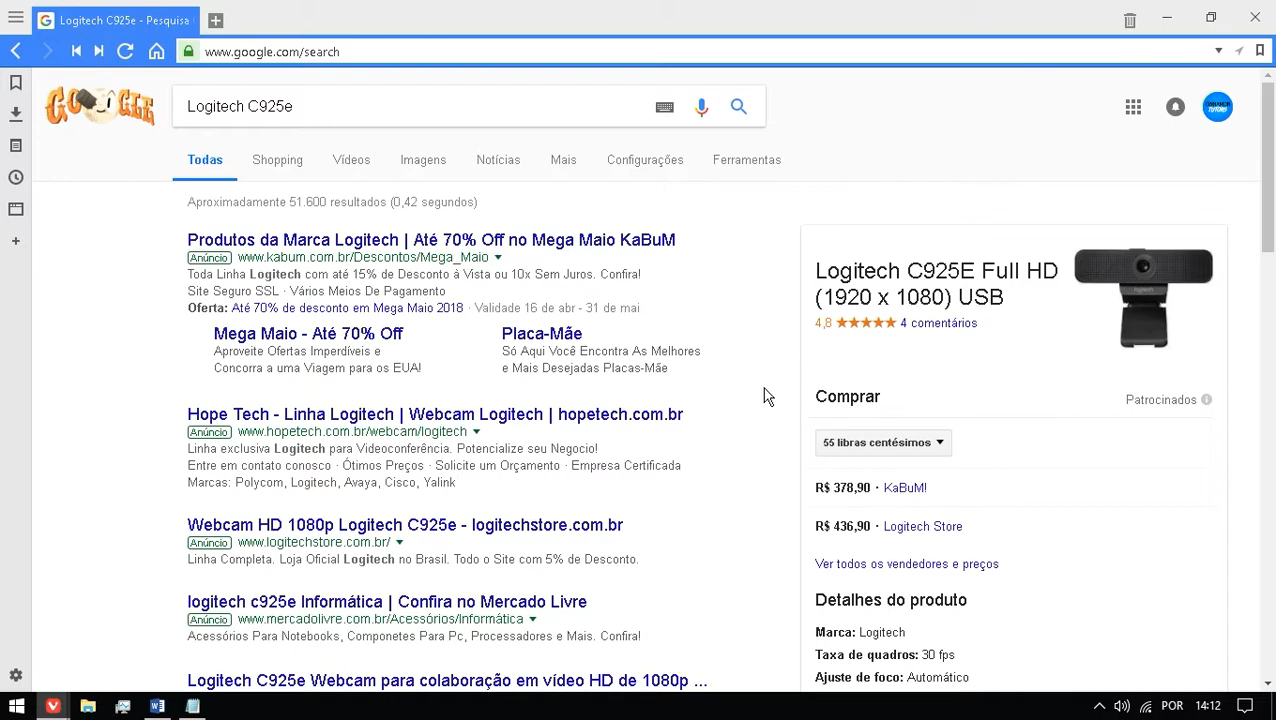 Logitech C925e - Pesquisa
www.google.com/search
GOOGLE
Logitech C925e
Todas
Shopping
Vídeos
Imagens
Notícias
Mais
Configurações
Ferramentas
Aproximadamente 51.600 resultados (0,42 segundos)
Produtos da Marca Logitech | Até 70% Off no Mega Maio KaBuM
Anúncio www.kabum.com.br/Descontos/Mega_Maio
Toda Linha Logitech com até 15% de Desconto à Vista ou 10x Sem Juros. Confira!
Site Seguro SSL · Vários Meios De Pagamento
Oferta: Até 70% de desconto em Mega Maio 2018 · Validade 16 de abr - 31 de mai
Mega Maio - Até 70% Off
Aproveite Ofertas Imperdíveis e
Concorra a uma Viagem para os EUA!
Placa-Mãe
Só Aqui Você Encontra As Melhores
e Mais Desejadas Placas-Mãe
Hope Tech - Linha Logitech | Webcam Logitech | hopetech.com.br
Anúncio www.hopetech.com.br/webcam/logitech
Linha exclusiva Logitech para Videoconferência. Potencialize seu Negocio!
Entre em contato conosco · Ótimos Preços · Solicite um Orçamento · Empresa Certificada
Marcas: Polycom, Logitech, Avaya, Cisco, Yalink
Webcam HD 1080p Logitech C925e - logitechstore.com.br
Anúncio www.logitechstore.com.br/
Linha Completa. Loja Oficial Logitech no Brasil. Todo o Site com 5% de Desconto.
logitech c925e Informática | Confira no Mercado Livre
Anúncio www.mercadolivre.com.br/Acessórios/Informática
Acessórios Para Notebooks, Componetes Para Pc, Processadores e Mais. Confira!
Logitech C925e Webcam para colaboração em vídeo HD de 1080p ...
Logitech C925E Full HD
(1920 x 1080) USB
4,8 4 comentários
Comprar
Patrocinados
55 libras centésimos
R$ 378,90 · KaBuM!
R$ 436,90 · Logitech Store
Ver todos os vendedores e preços
Detalhes do produto
Marca: Logitech
Taxa de quadros: 30 fps
Ajuste de foco: Automático
POR
14:12